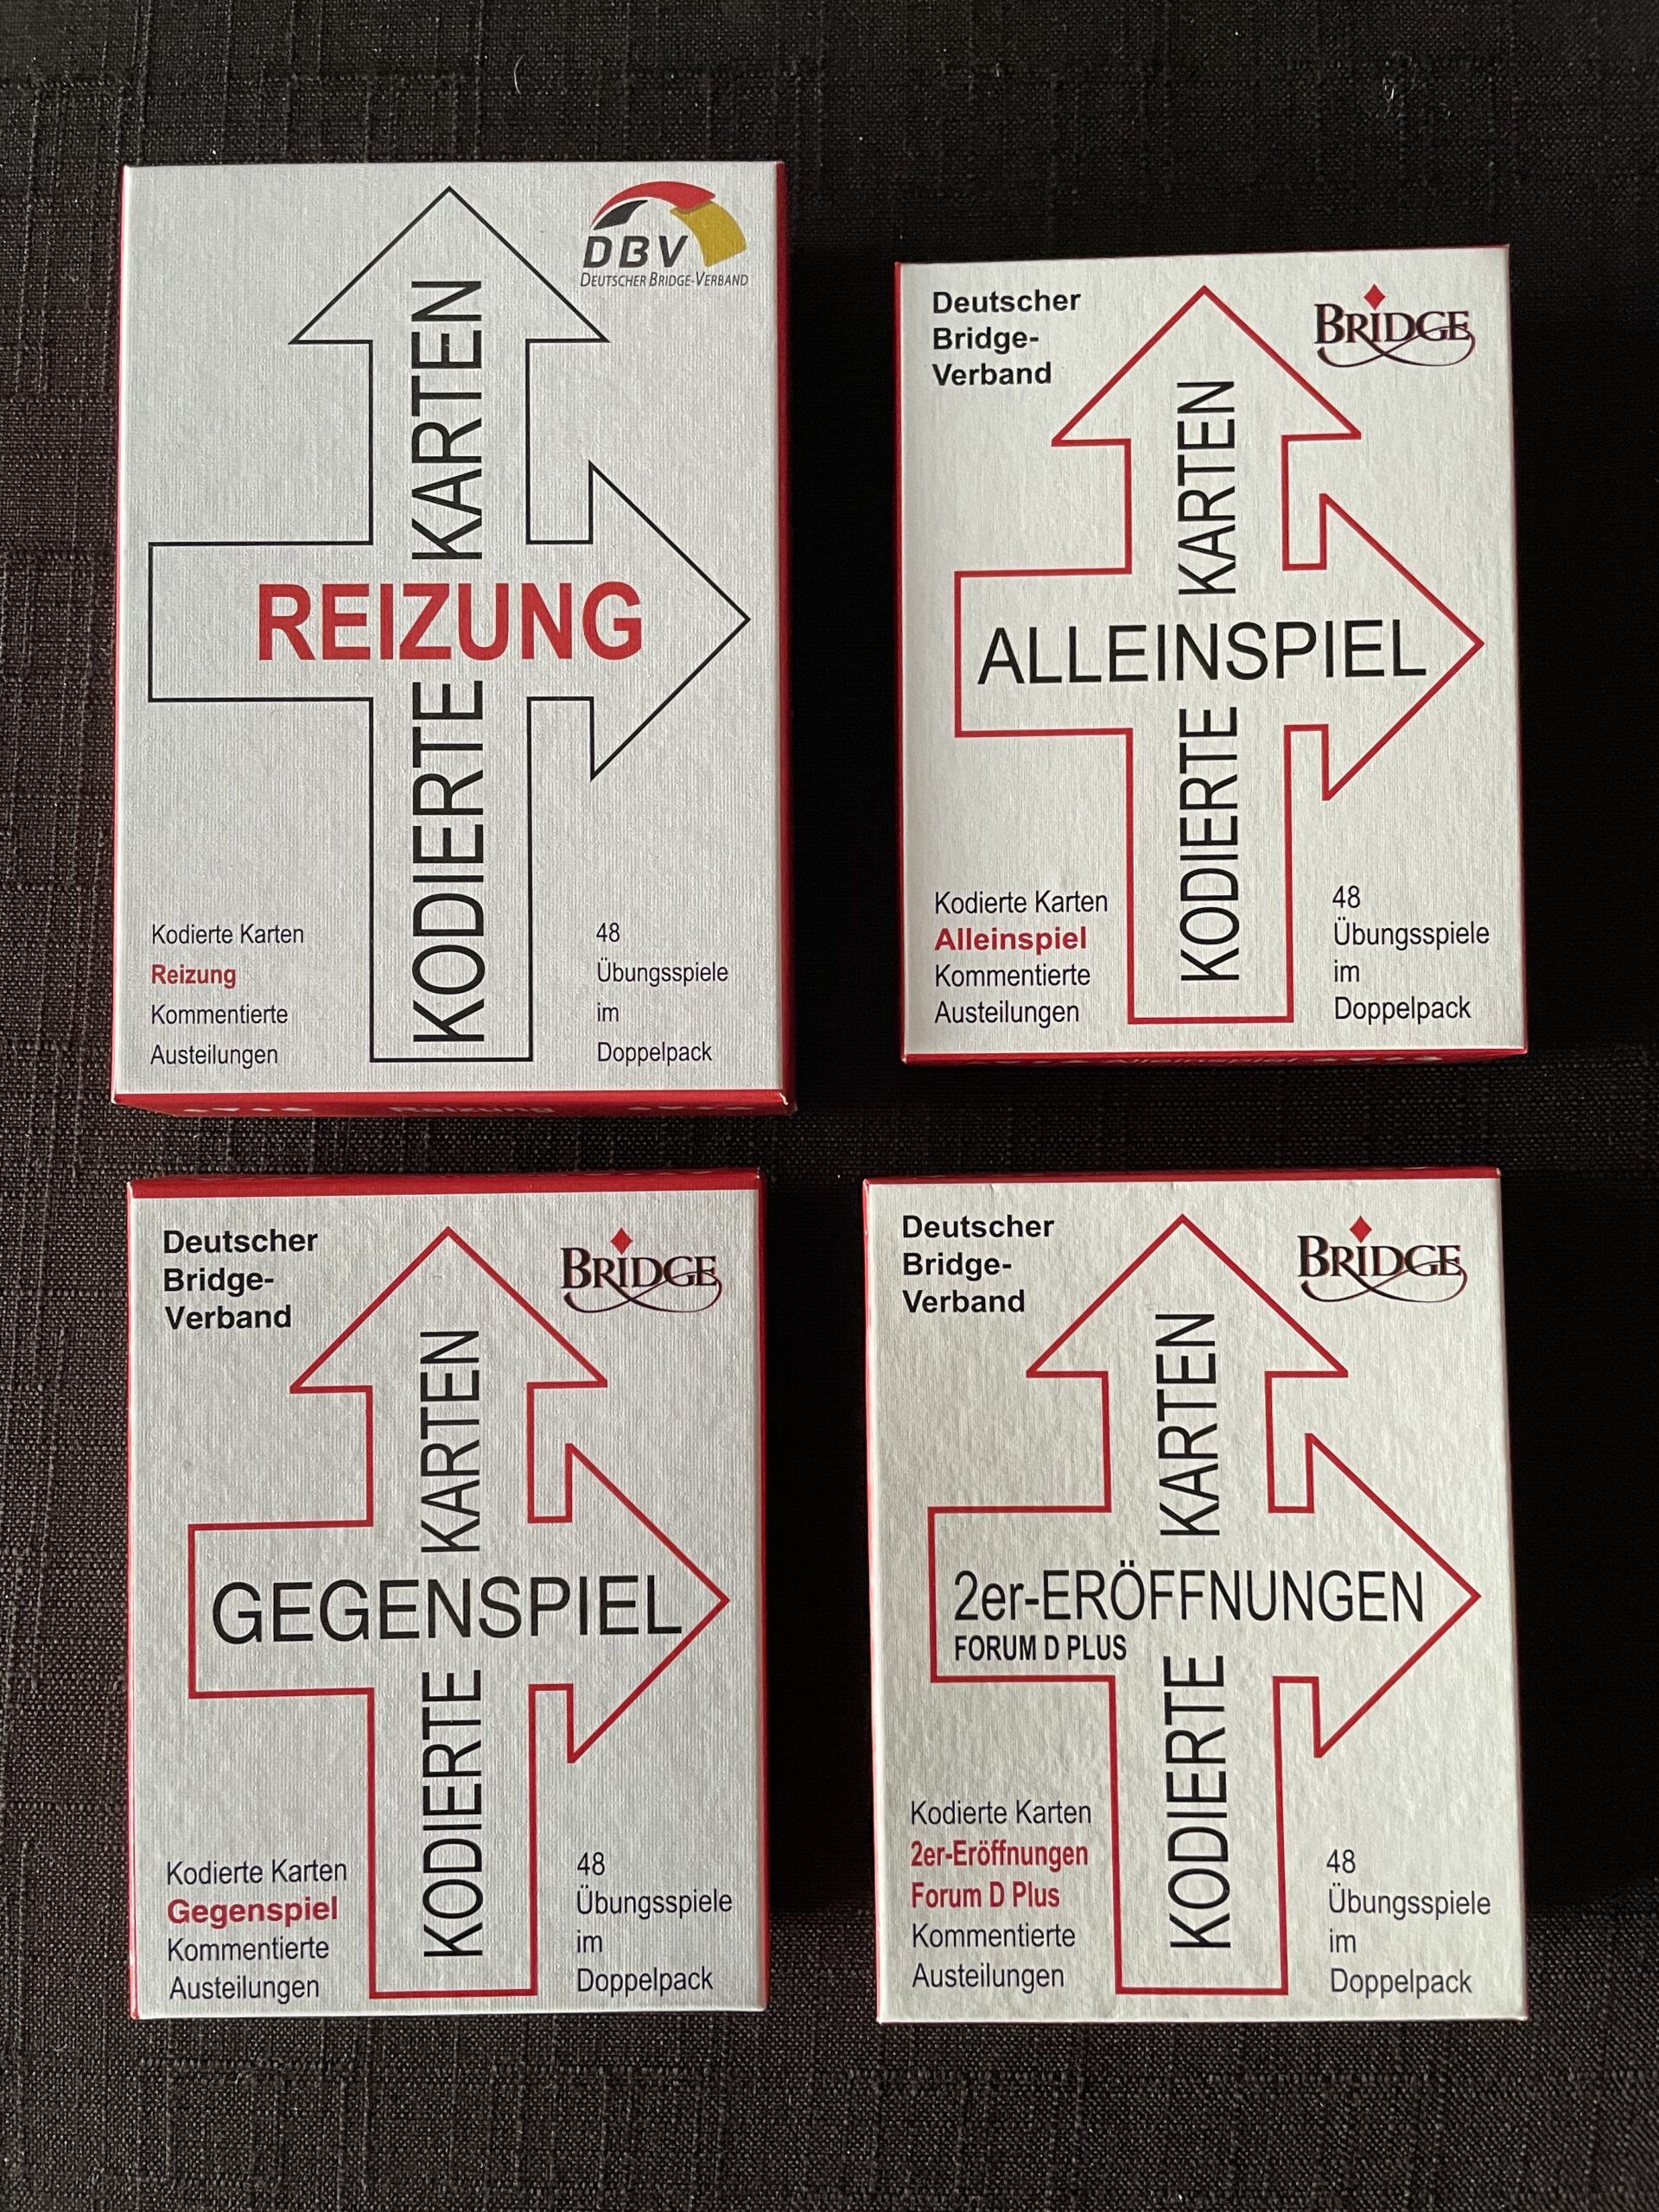 DBV
DEUTSCHER BRIDGE-VERBAND
KODIERTE KARTEN
REIZUNG
Kodierte Karten
Reizung
Kommentierte
Austeilungen
48
Übungsspiele
im
Doppelpack
Reizung
Deutscher
Bridge-
Verband
BRIDGE
KODIERTE KARTEN
ALLEINSPIEL
Kodierte Karten
Alleinspiel
Kommentierte
Austeilungen
48
Übungsspiele
im
Doppelpack
Alleinspiel
Deutscher
Bridge-
Verband
BRIDGE
KODIERTE KARTEN
GEGENSPIEL
Kodierte Karten
Gegenspiel
Kommentierte
Austeilungen
48
Übungsspiele
im
Doppelpack
Deutscher
Bridge-
Verband
BRIDGE
KODIERTE KARTEN
2er-ERÖFFNUNGEN
FORUM D PLUS
Kodierte Karten
2er-Eröffnungen
Forum D Plus
Kommentierte
Austeilungen
48
Übungsspiele
im
Doppelpack